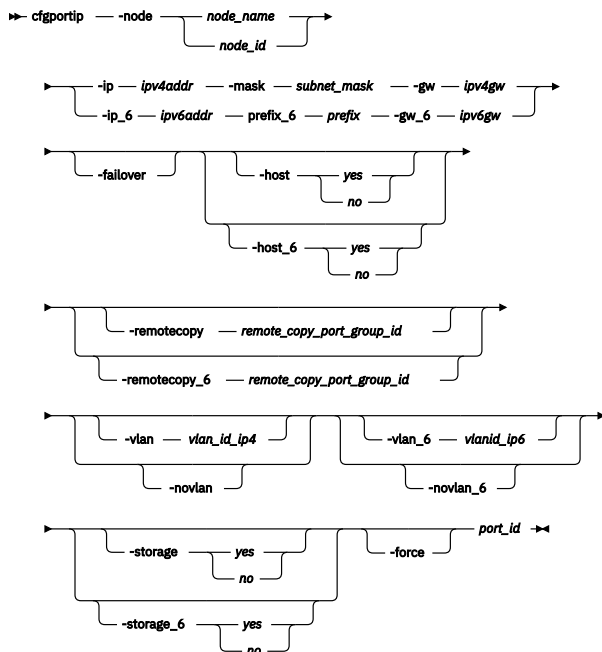 cfgportip -node node_name
node_id
-ip ipv4addr -mask subnet_mask -gw ipv4gw
-ip_6 ipv6addr prefix_6 prefix -gw_6 ipv6gw
-failover -host yes
no
-host_6 yes
no
-remotecopy remote_copy_port_group_id
-remotecopy_6 remote_copy_port_group_id
-vlan vlan_id_ip4 -vlan_6 vlanid_ip6
-novlan -novlan_6
-storage yes -force port_id
no
-storage_6 yes
no